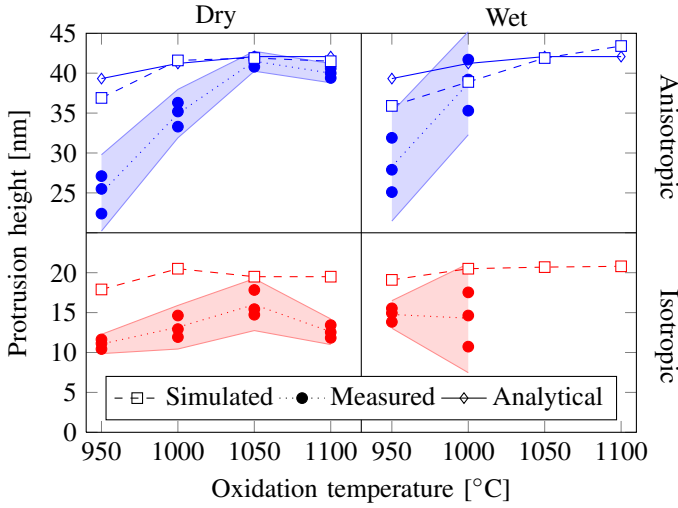 Dry Wet
45
40
35
30
25
20
15
10
5
0
Protrusion height [nm]
Anisotropic
Isotropic
Simulated Measured Analytical
950 1000 1050 1100 950 1000 1050 1100
Oxidation temperature [°C]